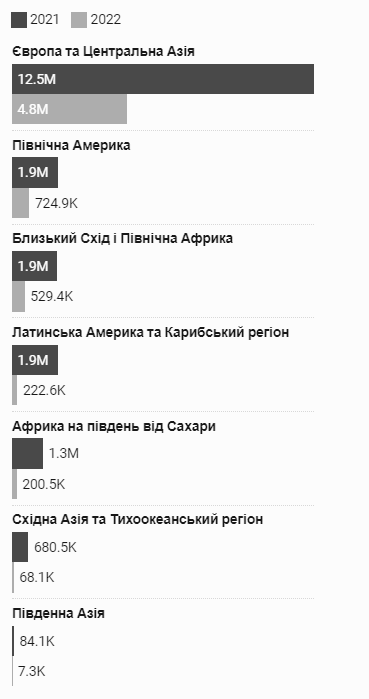 2021 2022
Європа та Центральна Азія
12.5M
4.8M
Північна Америка
1.9M
724.9K
Близький Схід і Північна Африка
1.9M
529.4K
Латинська Америка та Карибський регіон
1.9M
222.6K
Африка на південь від Сахари
1.3M
200.5K
Східна Азія та Тихоокеанський регіон
680.5K
68.1K
Південна Азія
84.1K
7.3K